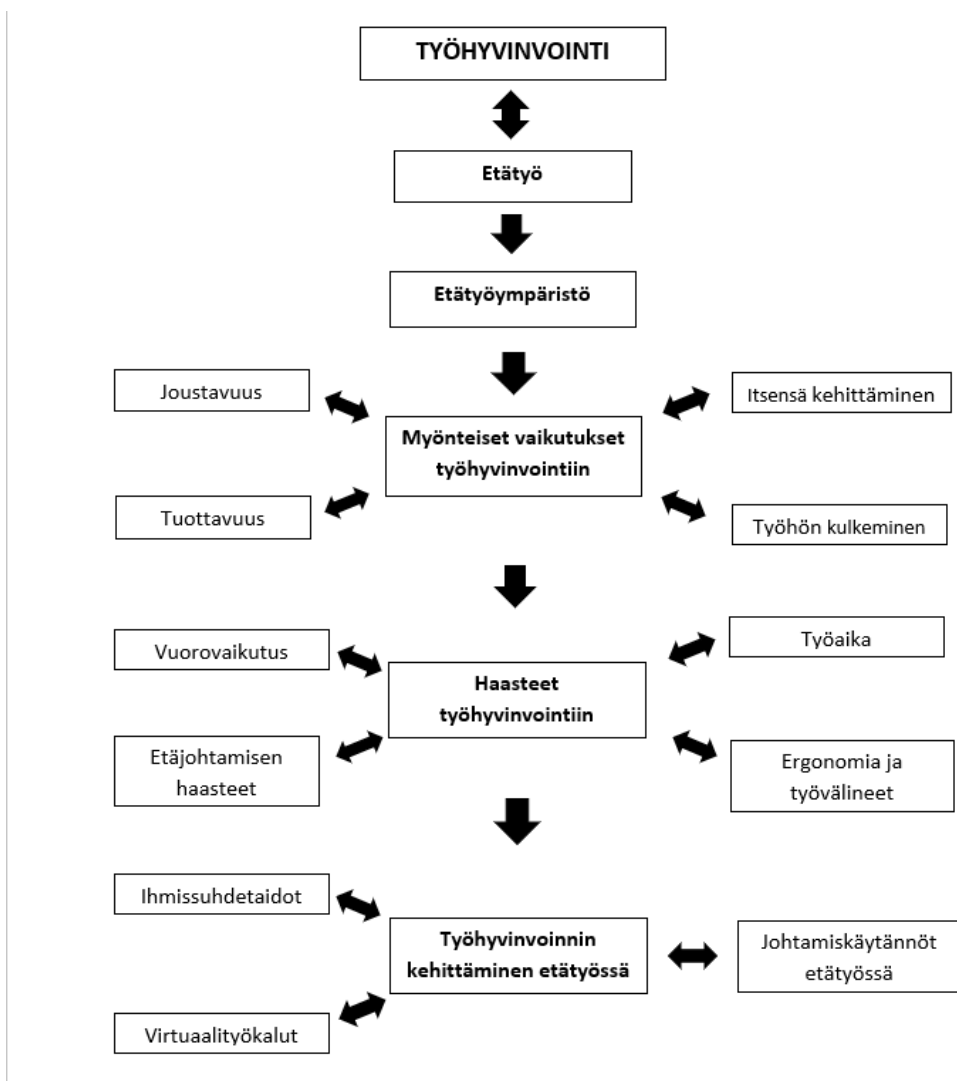 TYÖHYVINVOINTI
Etätyö
Etätyöympäristö
Joustavuus
Itsensä kehittäminen
Myönteiset vaikutukset
työhyvinvointiin
Tuottavuus
Työhön kulkeminen
Vuorovaikutus
Työaika
Haasteet
työhyvinvointiin
Etäjohtamisen
haasteet
Ergonomia ja
työvälineet
Ihmissuhdetaidot
Työhyvinvoinnin
kehittäminen etätyössä
Johtamiskäytännöt
etätyössä
Virtuaalityökalut